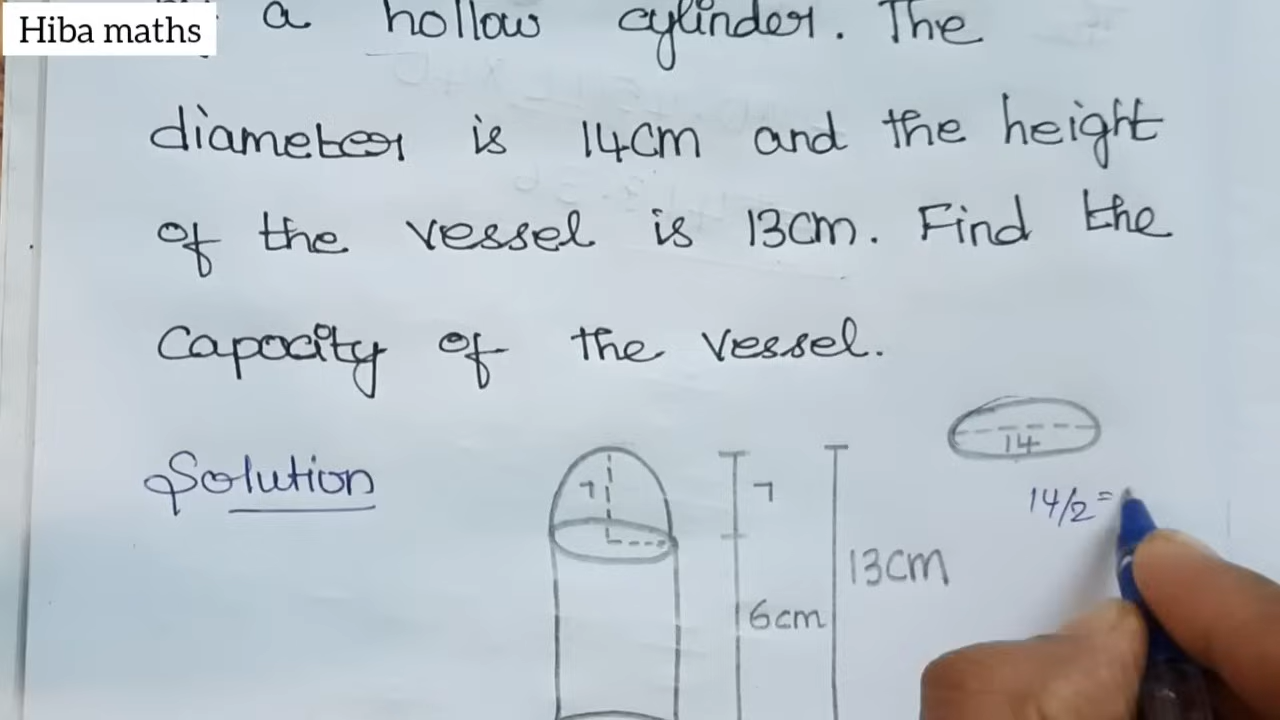 Hiba maths
a hollow cylinder. The
diameter is 14cm and the height
of the vessel is 13cm. Find the
Capacity of the vessel.
Solution
14
7
7
14/2=
13cm
6cm